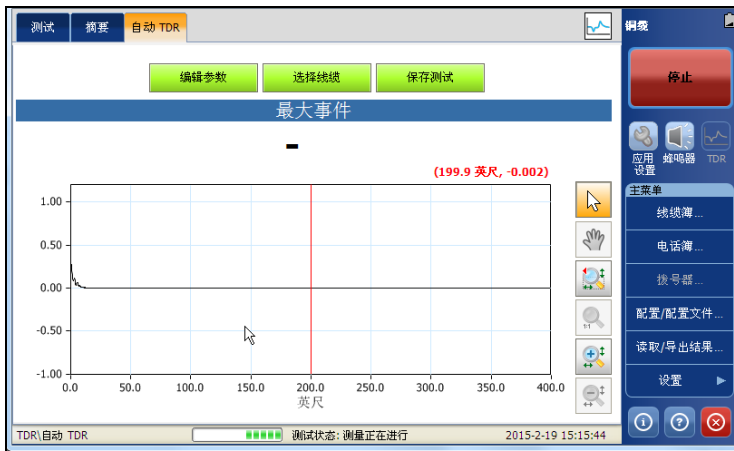 测试 摘要 自动 TDR
编辑参数 选择线缆 保存测试
最大事件
-
(199.9 英尺, -0.002)
1.00
0.50
0.00
-0.50
-1.00
0.0 50.0 100.0 150.0 200.0 250.0 300.0 350.0 400.0
英尺
1:1
TDR\自动 TDR 测试状态: 测量正在进行 2015-2-19 15:15:44
铜缆
停止
应用设置 蜂鸣器 TDR
主菜单
线缆簿...
电话簿...
拨号器...
配置/配置文件...
读取/导出结果...
设置